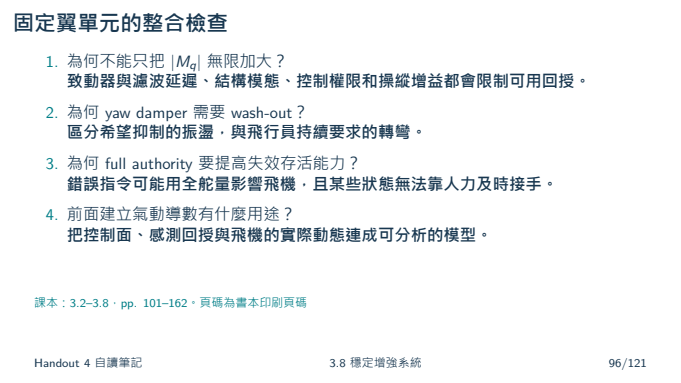 固定翼單元的整合檢查
1. 為何不能只把 |Mq| 無限加大？
致動器與濾波延遲、結構模態、控制權限和操縱增益都會限制可用回授。
2. 為何 yaw damper 需要 wash-out？
區分希望抑制的振盪，與飛行員持續要求的轉彎。
3. 為何 full authority 要提高失效存活能力？
錯誤指令可能用全舵量影響飛機，且某些狀態無法靠人力及時接手。
4. 前面建立氣動導數有什麼用途？
把控制面、感測回授與飛機的實際動態連成可分析的模型。
課本：3.2–3.8，pp. 101–162。頁碼為書本印刷頁碼
Handout 4 自讀筆記
3.8 穩定增強系統
96/121